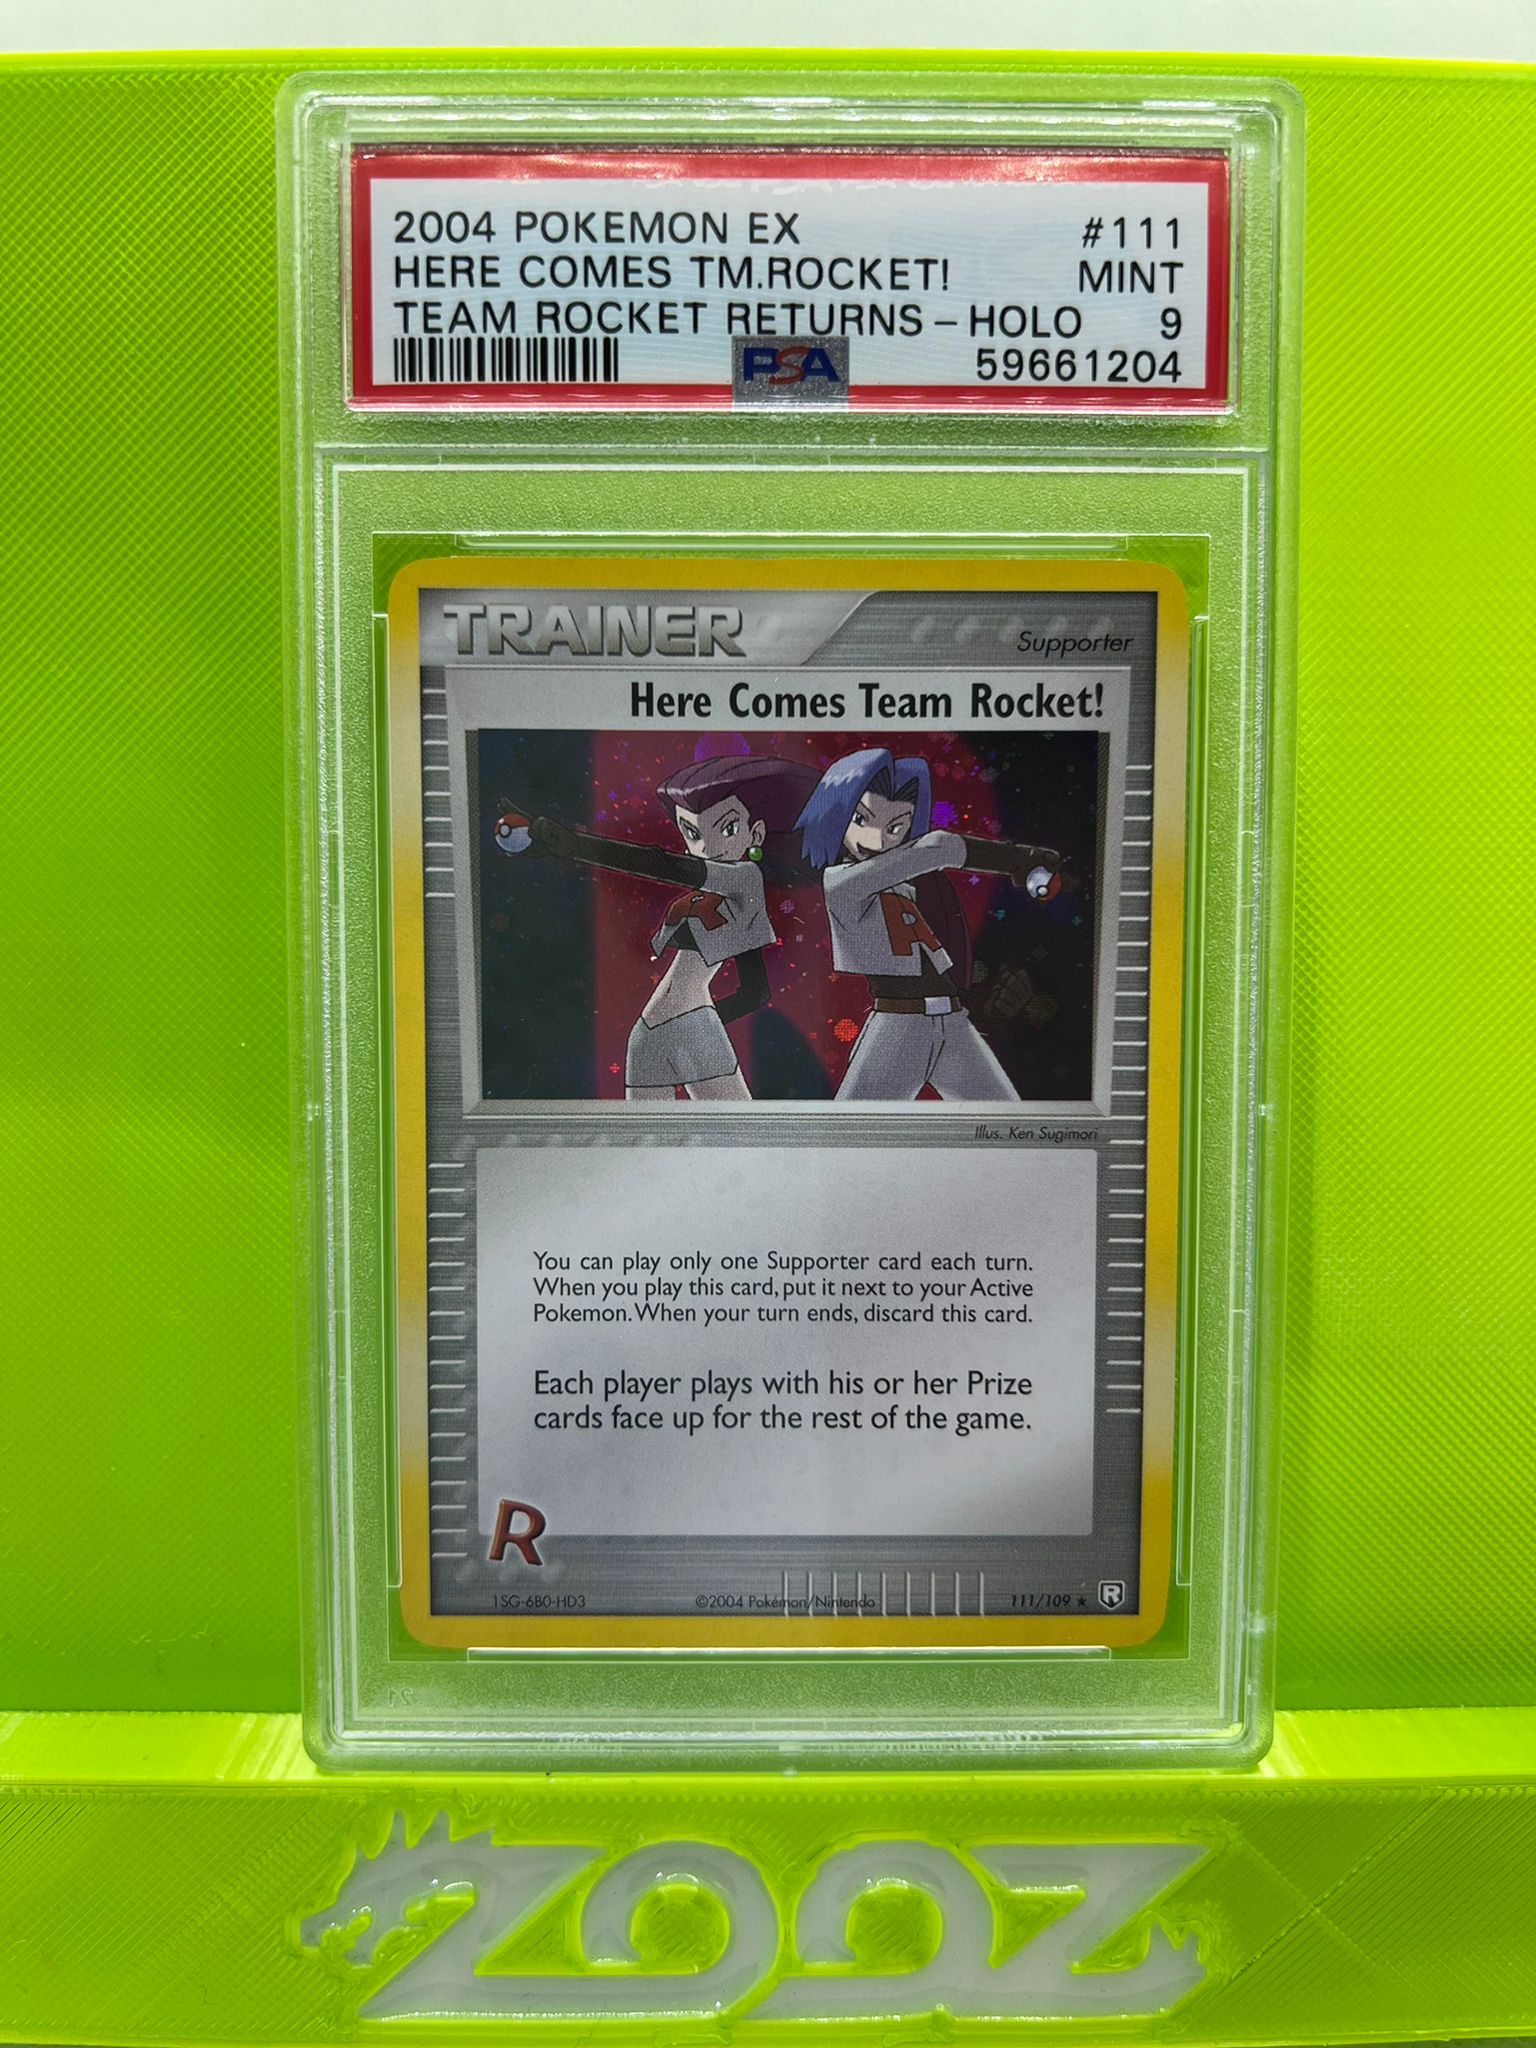 2004 POKEMON EX #111
HERE COMES TM.ROCKET! MINT
TEAM ROCKET RETURNS – HOLO 9
PSA 59661204
TRAINER
Supporter
Here Comes Team Rocket!
R R
Illus. Ken Sugimori
You can play only one Supporter card each turn.
When you play this card, put it next to your Active
Pokemon. When your turn ends, discard this card.
Each player plays with his or her Prize
cards face up for the rest of the game.
R
1SG-6B0-HD3 ©2004 Pokémon/Nintendo 111/109 ★ R
ZOOZ